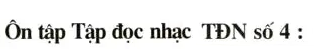 Ôn tập Tập đọc nhạc TĐN số 4 :